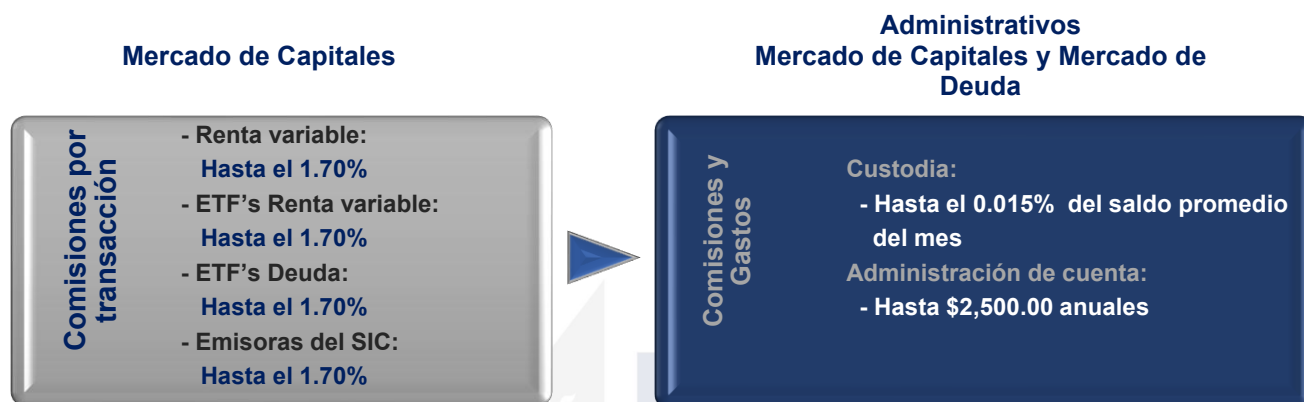 Mercado de Capitales
Comisiones por
transacción
- Renta variable:
Hasta el 1.70%
- ETF’s Renta variable:
Hasta el 1.70%
- ETF’s Deuda:
Hasta el 1.70%
- Emisoras del SIC:
Hasta el 1.70%
Administrativos
Mercado de Capitales y Mercado de
Deuda
Comisiones y
Gastos
Custodia:
- Hasta el 0.015% del saldo promedio
del mes
Administración de cuenta:
- Hasta $2,500.00 anuales